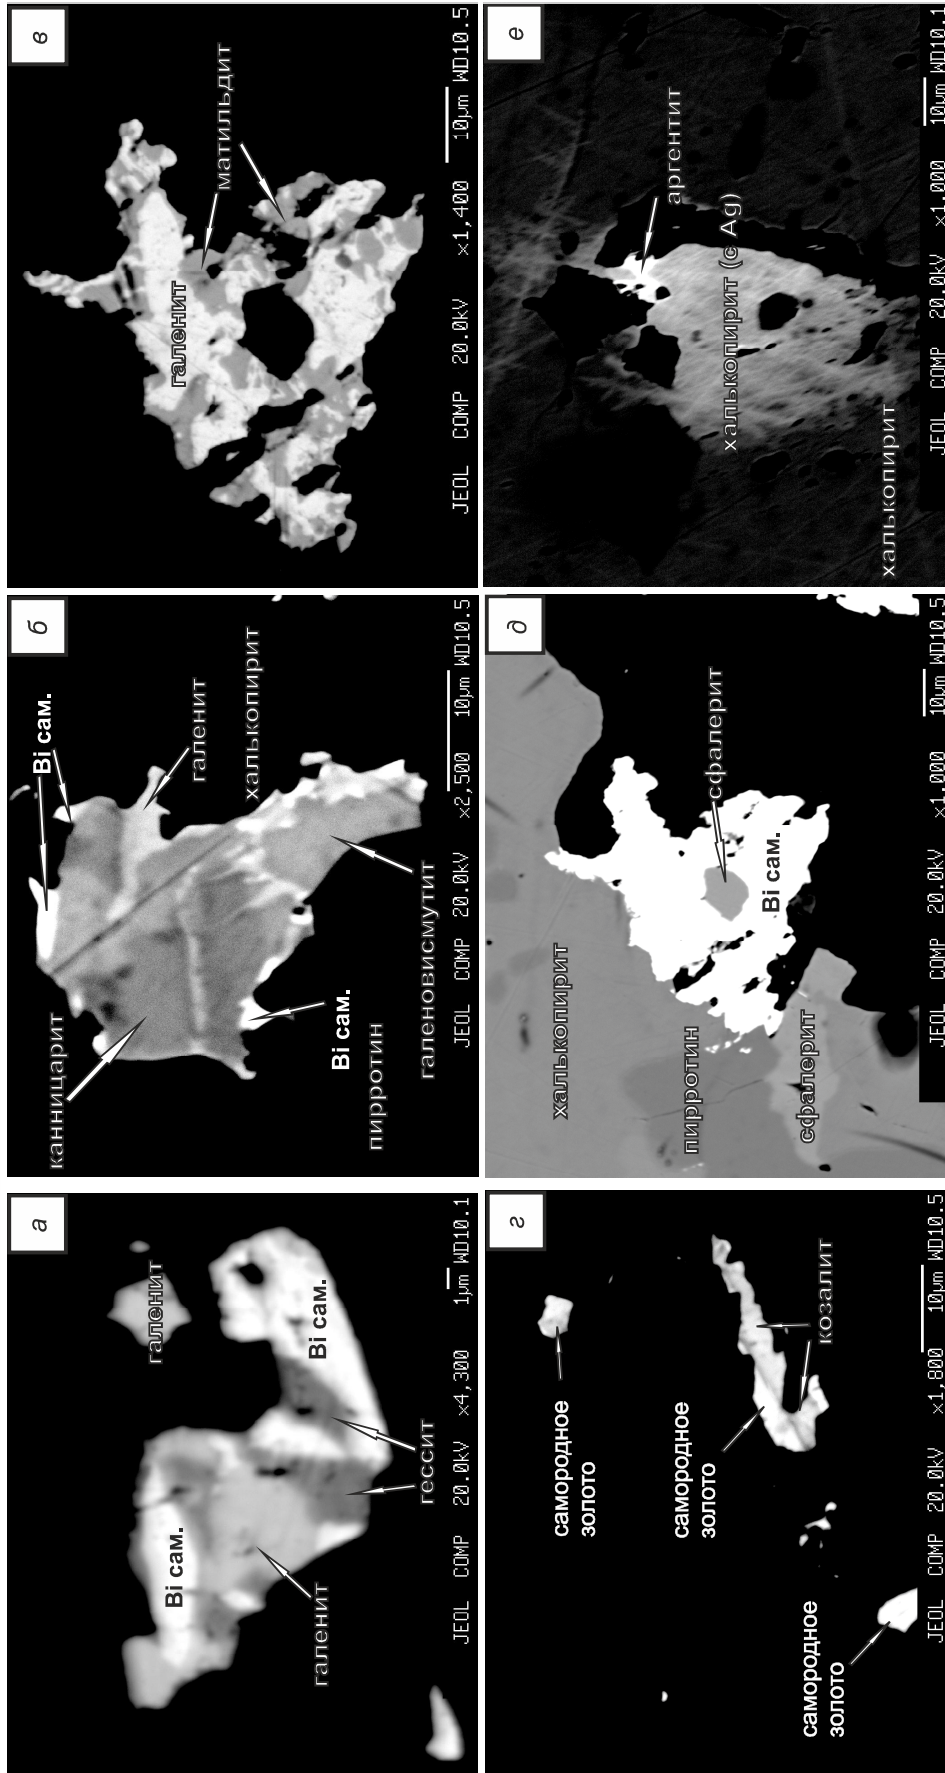 а
Bi сам.
галенит
Bi сам.
галенит
гессит
JEOL COMP 20.0kV ×4,300 1µm WD10.1
б
Bi сам.
канницарит
галенит
халькопирит
Bi сам.
пирротин
галеновисмутит
JEOL COMP 20.0kV ×2,500 10µm WD10.5
в
галенит
матильдит
JEOL COMP 20.0kV ×1,400 10µm WD10.5
г
самородное
золото
самородное
золото
козалит
самородное
золото
JEOL COMP 20.0kV ×1,800 10µm WD10.5
д
халькопирит
пирротин
сфалерит
Bi сам.
сфалерит
JEOL COMP 20.0kV ×1,000 10µm WD10.5
е
аргентит
халькопирит (с Ag)
халькопирит
JEOL COMP 20.0kV ×1,000 10µm WD10.1